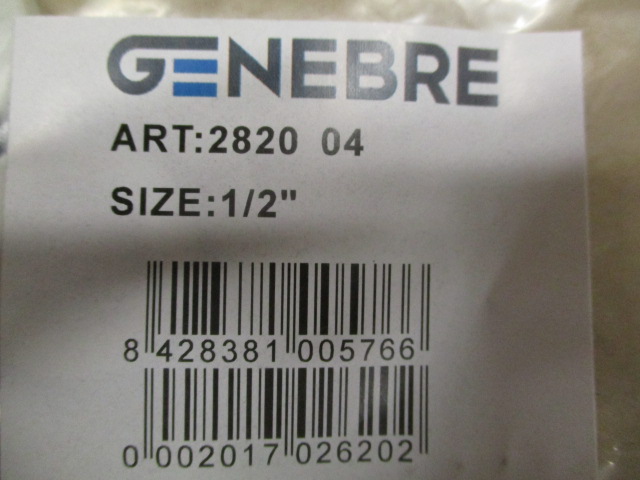 GENEBRE
ART:2820 04
SIZE:1/2"
8 428381 005766
0 002017 026202